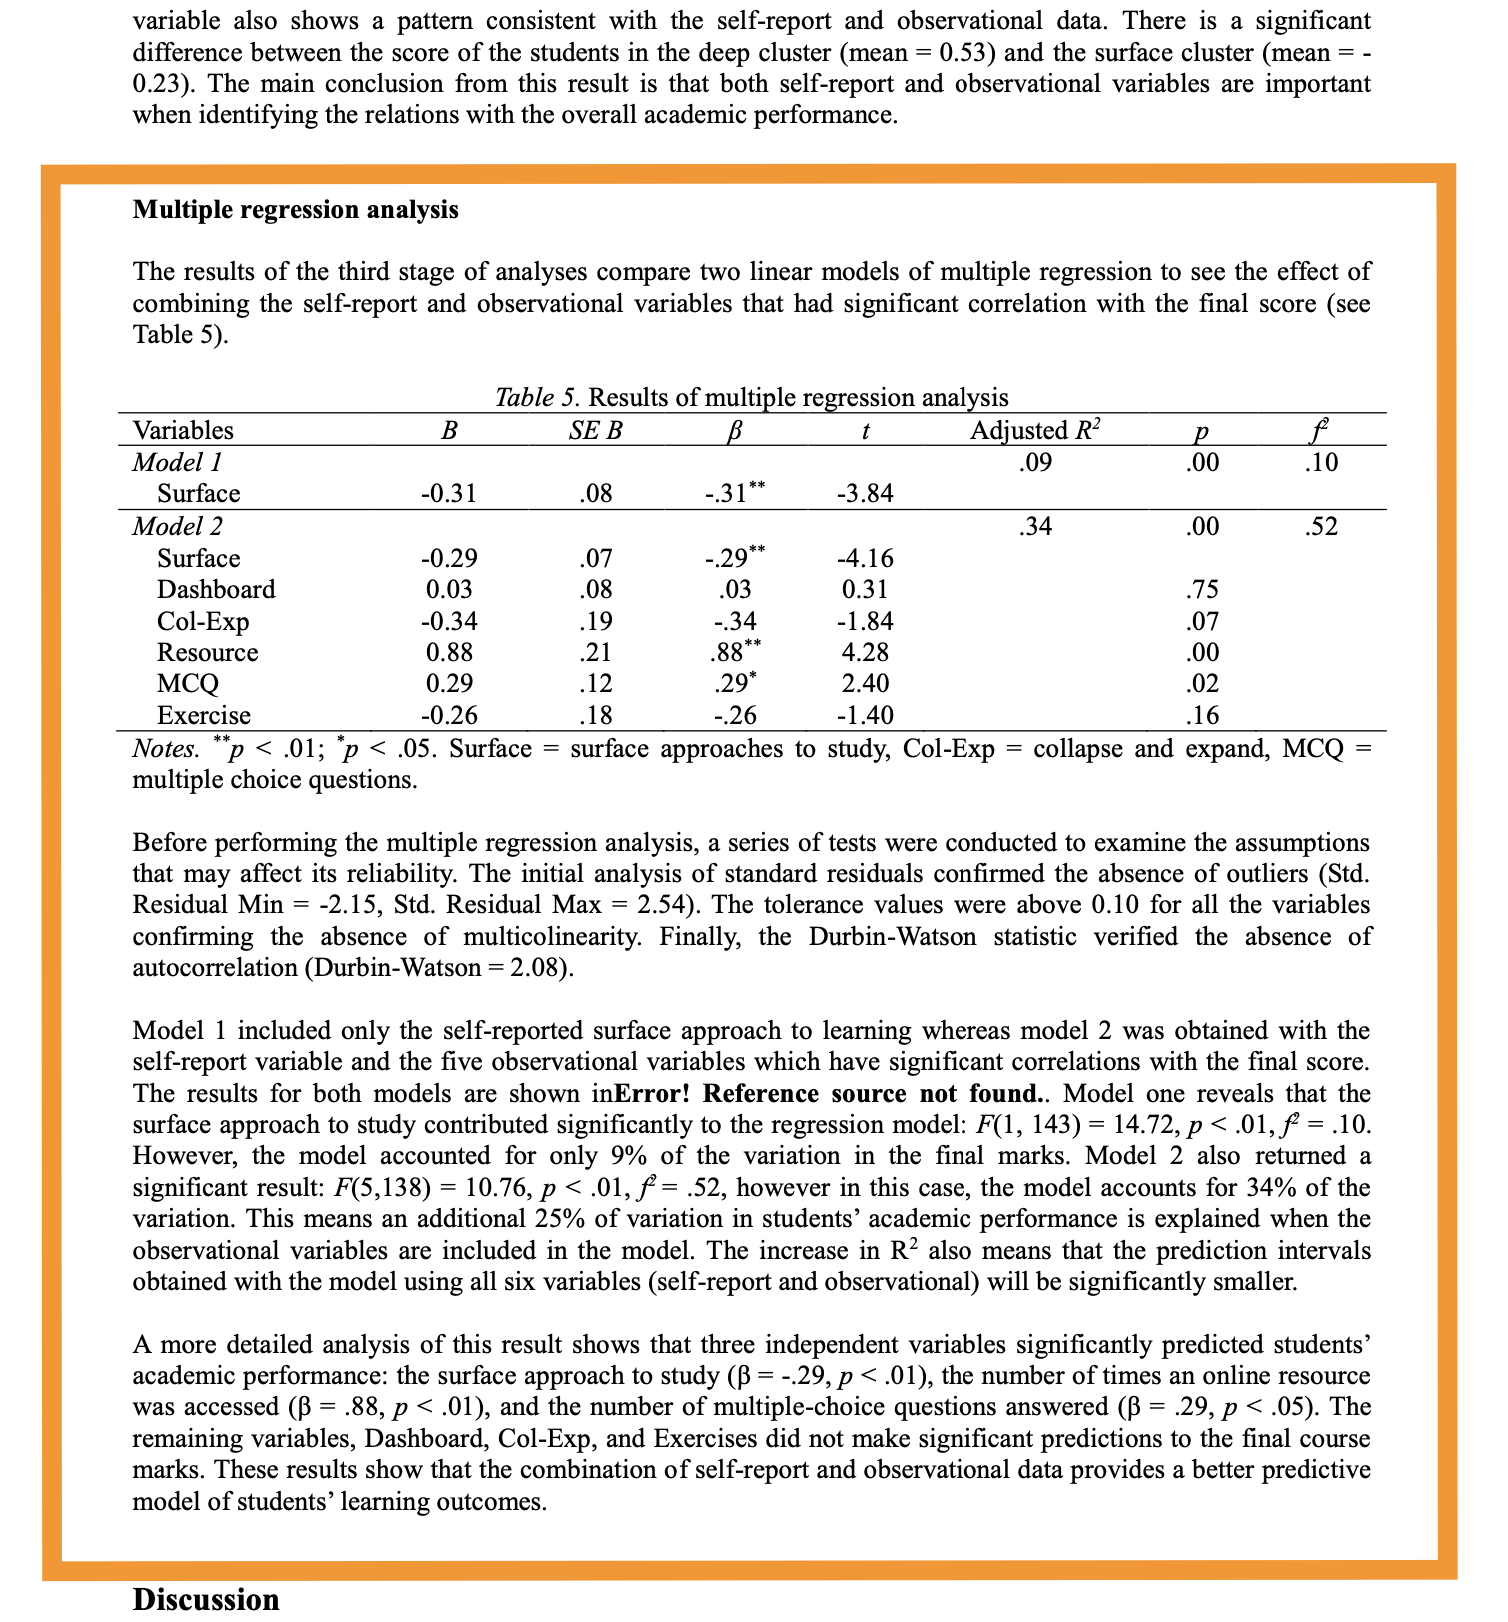 variable also shows a pattern consistent with the self-report and observational data. There is a significant
difference between the score of the students in the deep cluster (mean = 0.53) and the surface cluster (mean = -
0.23). The main conclusion from this result is that both self-report and observational variables are important
when identifying the relations with the overall academic performance.
Multiple regression analysis
The results of the third stage of analyses compare two linear models of multiple regression to see the effect of
combining the self-report and observational variables that had significant correlation with the final score (see
Table 5).
Table 5. Results of multiple regression analysis
Variables B SE B β t Adjusted R² p f²
Model 1 .09 .00 .10
Surface -0.31 .08 -.31** -3.84
Model 2 .34 .00 .52
Surface -0.29 .07 -.29** -4.16
Dashboard 0.03 .08 .03 0.31 .75
Col-Exp -0.34 .19 -.34 -1.84 .07
Resource 0.88 .21 .88** 4.28 .00
MCQ 0.29 .12 .29* 2.40 .02
Exercise -0.26 .18 -.26 -1.40 .16
Notes. **p < .01; *p < .05. Surface = surface approaches to study, Col-Exp = collapse and expand, MCQ =
multiple choice questions.
Before performing the multiple regression analysis, a series of tests were conducted to examine the assumptions
that may affect its reliability. The initial analysis of standard residuals confirmed the absence of outliers (Std.
Residual Min = -2.15, Std. Residual Max = 2.54). The tolerance values were above 0.10 for all the variables
confirming the absence of multicolinearity. Finally, the Durbin-Watson statistic verified the absence of
autocorrelation (Durbin-Watson = 2.08).
Model 1 included only the self-reported surface approach to learning whereas model 2 was obtained with the
self-report variable and the five observational variables which have significant correlations with the final score.
The results for both models are shown inError! Reference source not found.. Model one reveals that the
surface approach to study contributed significantly to the regression model: F(1, 143) = 14.72, p < .01, f² = .10.
However, the model accounted for only 9% of the variation in the final marks. Model 2 also returned a
significant result: F(5,138) = 10.76, p < .01, f² = .52, however in this case, the model accounts for 34% of the
variation. This means an additional 25% of variation in students’ academic performance is explained when the
observational variables are included in the model. The increase in R² also means that the prediction intervals
obtained with the model using all six variables (self-report and observational) will be significantly smaller.
A more detailed analysis of this result shows that three independent variables significantly predicted students’
academic performance: the surface approach to study (β = -.29, p < .01), the number of times an online resource
was accessed (β = .88, p < .01), and the number of multiple-choice questions answered (β = .29, p < .05). The
remaining variables, Dashboard, Col-Exp, and Exercises did not make significant predictions to the final course
marks. These results show that the combination of self-report and observational data provides a better predictive
model of students’ learning outcomes.
Discussion